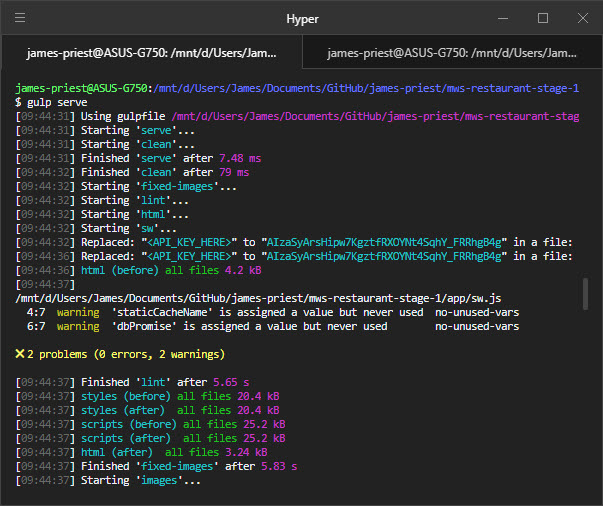 Hyper
james-priest@ASUS-G750: /mnt/d/Users/Jam...
james-priest@ASUS-G750: /mnt/d/Users/Jam...
james-priest@ASUS-G750:/mnt/d/Users/James/Documents/GitHub/james-priest/mws-restaurant-stage-1
$ gulp serve
[09:44:31] Using gulpfile /mnt/d/Users/James/Documents/GitHub/james-priest/mws-restaurant-stag
[09:44:31] Starting 'serve'...
[09:44:31] Starting 'clean'...
[09:44:31] Finished 'serve' after 7.48 ms
[09:44:32] Finished 'clean' after 79 ms
[09:44:32] Starting 'fixed-images'...
[09:44:32] Starting 'lint'...
[09:44:32] Starting 'html'...
[09:44:32] Starting 'sw'...
[09:44:32] Replaced: "<API_KEY_HERE>" to "AIzaSyArsHipw7KgztfRXOYNt4SqhY_FRRhgB4g" in a file:
[09:44:36] Replaced: "<API_KEY_HERE>" to "AIzaSyArsHipw7KgztfRXOYNt4SqhY_FRRhgB4g" in a file:
[09:44:36] html (before) all files 4.2 kB
[09:44:37]
/mnt/d/Users/James/Documents/GitHub/james-priest/mws-restaurant-stage-1/app/sw.js
4:7 warning 'staticCacheName' is assigned a value but never used no-unused-vars
6:7 warning 'dbPromise' is assigned a value but never used no-unused-vars
✕ 2 problems (0 errors, 2 warnings)
[09:44:37] Finished 'lint' after 5.65 s
[09:44:37] styles (before) all files 20.4 kB
[09:44:37] styles (after) all files 20.4 kB
[09:44:37] scripts (before) all files 25.2 kB
[09:44:37] scripts (after) all files 25.2 kB
[09:44:37] html (after) all files 3.24 kB
[09:44:37] Finished 'fixed-images' after 5.83 s
[09:44:37] Starting 'images'...